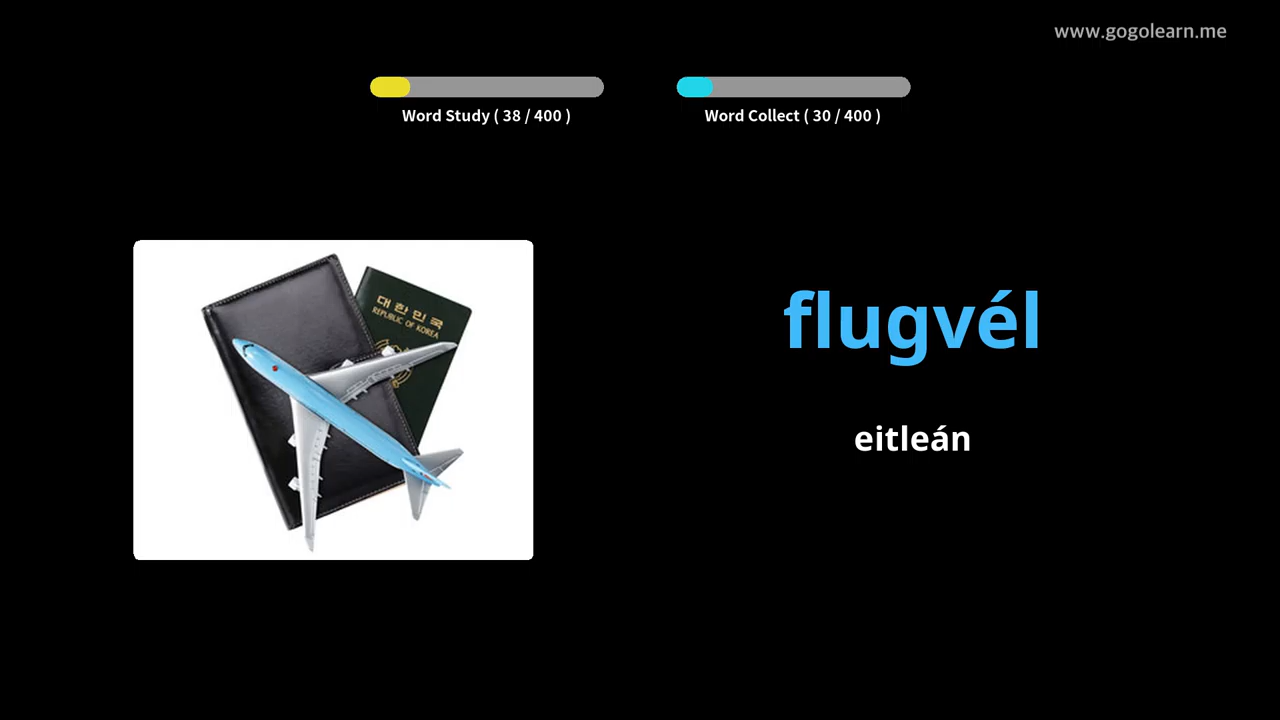 www.gogolearn.me
Word Study ( 38 / 400 )
Word Collect ( 30 / 400 )
대한민국
REPUBLIC OF KOREA
flugvél
eitleán